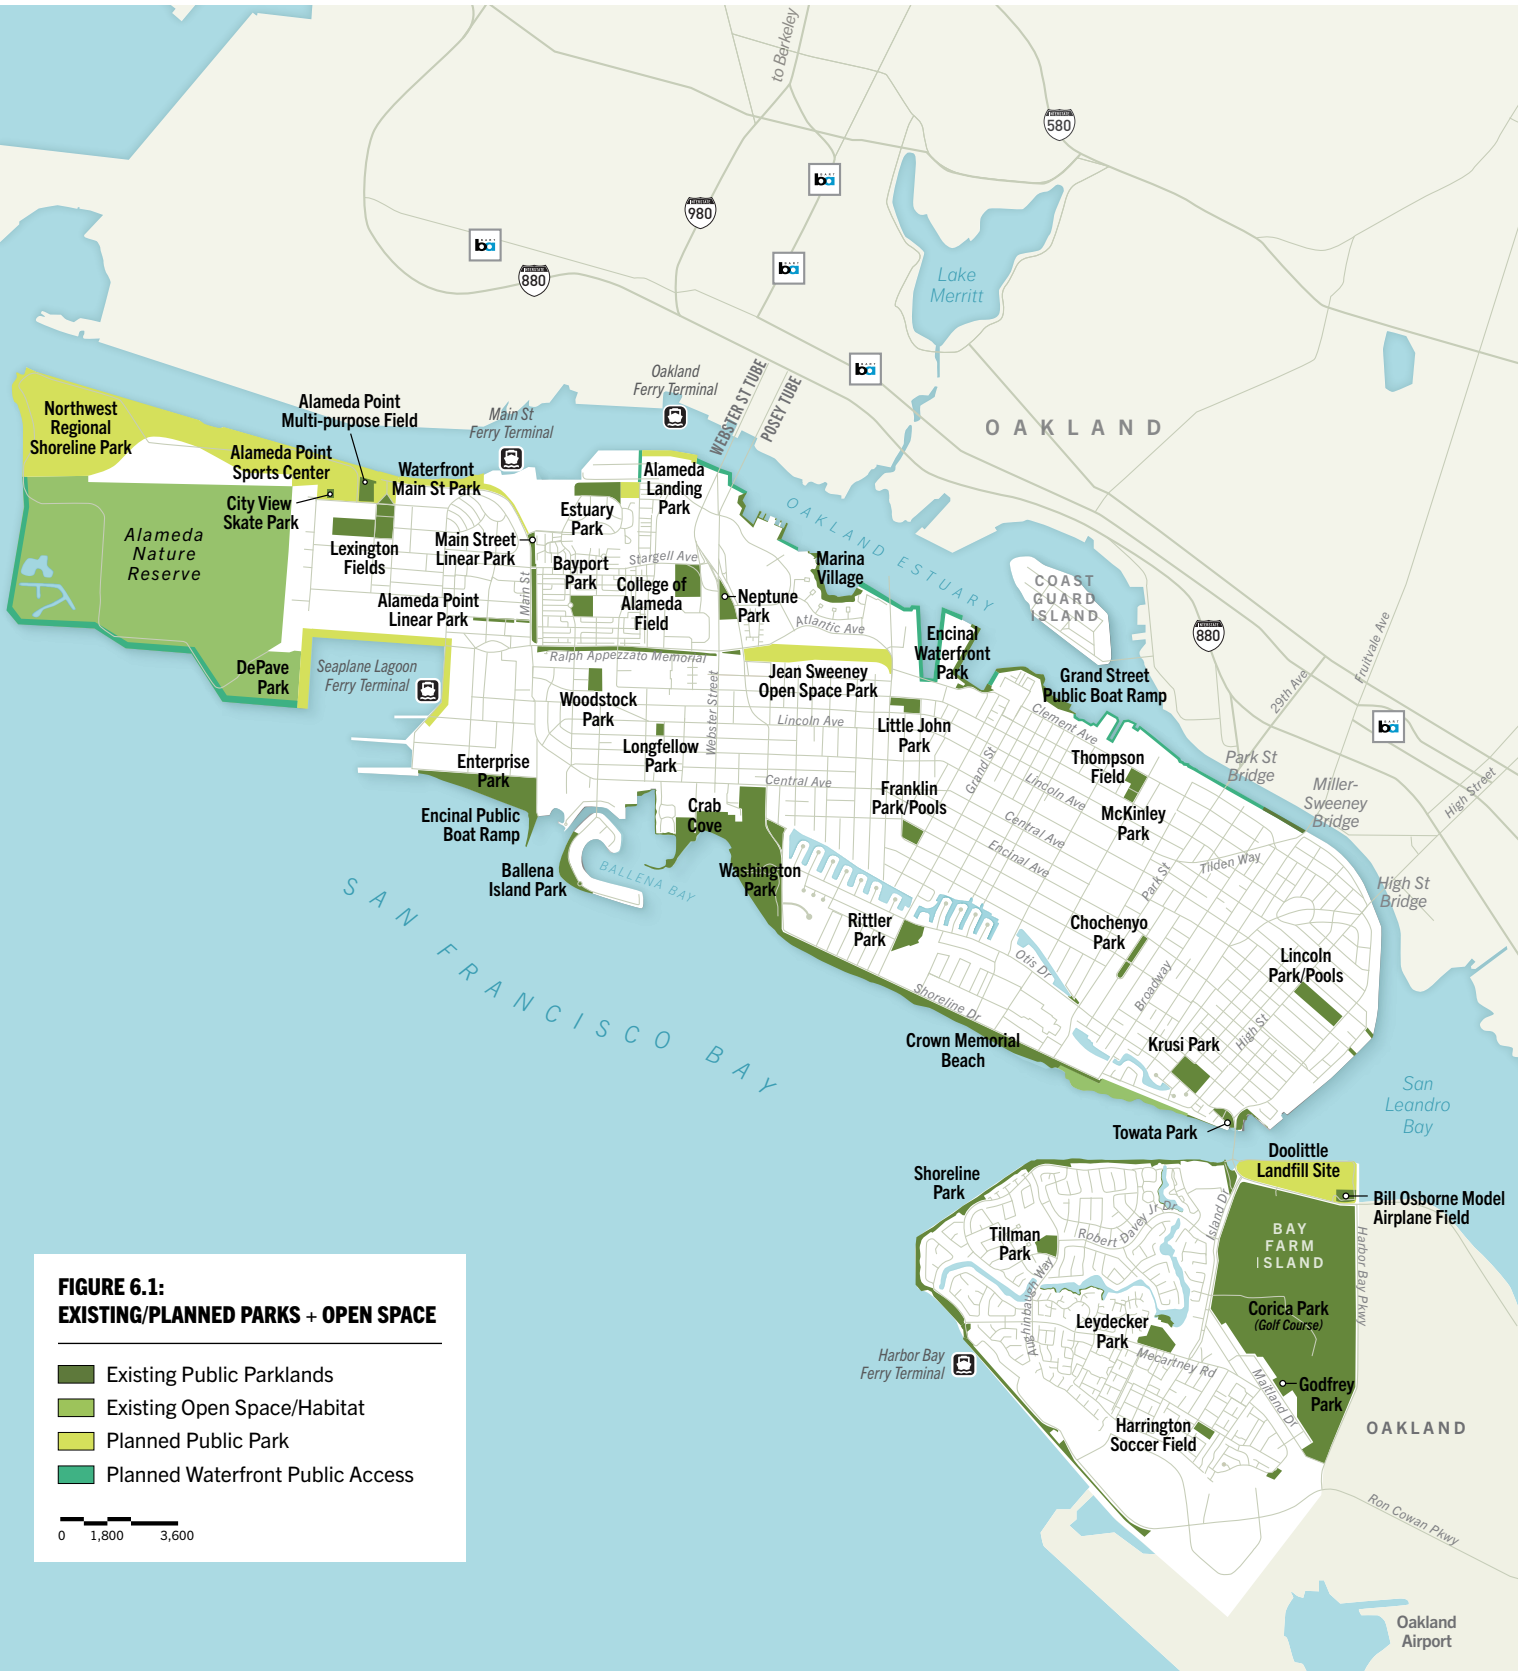 to Berkeley
580
980
880
Lake
Merritt
Oakland
Ferry Terminal
WEBSTER ST TUBE
POSEY TUBE
OAKLAND
Main St
Ferry Terminal
Northwest
Regional
Shoreline Park
Alameda Point
Multi-purpose Field
Alameda Point
Sports Center
Waterfront
Main St Park
City View
Skate Park
Alameda
Landing
Park
Estuary
Park
OAKLAND ESTUARY
Alameda
Nature
Reserve
Lexington
Fields
Main Street
Linear Park
Stargell Ave
Bayport
Park
College of
Alameda
Field
Marina
Village
COAST
GUARD
ISLAND
Main St
Neptune
Park
Alameda Point
Linear Park
Atlantic Ave
Encinal
Waterfront
Park
880
Fruitvale Ave
29th Ave
DePave
Park
Seaplane Lagoon
Ferry Terminal
Ralph Appezzato Memorial
Jean Sweeney
Open Space Park
Grand Street
Public Boat Ramp
Woodstock
Park
Webster Street
Lincoln Ave
Little John
Park
Clement Ave
Longfellow
Park
Enterprise
Park
Central Ave
Franklin
Park/Pools
Grand St
Thompson
Field
Park St
Bridge
Miller-
Sweeney
Bridge
High Street
Lincoln Ave
McKinley
Park
Central Ave
Encinal Ave
Encinal Public
Boat Ramp
Crab
Cove
Ballena
Island Park
BALLENA BAY
Washington
Park
Park St
Tilden Way
High St
Bridge
SAN FRANCISCO BAY
Rittler
Park
Chochenyo
Park
Otis Dr
Lincoln
Park/Pools
Shoreline Dr
Broadway
Crown Memorial
Beach
Krusi Park
High St
San
Leandro
Bay
Towata Park
Doolittle
Landfill Site
Shoreline
Park
Bill Osborne Model
Airplane Field
Island Dr
Robert Davey Jr Dr
Tillman
Park
BAY
FARM
ISLAND
Harbor Bay Pkwy
Aughinbaugh Way
Corica Park
(Golf Course)
Leydecker
Park
Mecartney Rd
Harbor Bay
Ferry Terminal
Maitland Dr
Godfrey
Park
Harrington
Soccer Field
OAKLAND
Ron Cowan Pkwy
Oakland
Airport
FIGURE 6.1:
EXISTING/PLANNED PARKS + OPEN SPACE
Existing Public Parklands
Existing Open Space/Habitat
Planned Public Park
Planned Waterfront Public Access
0 1,800 3,600